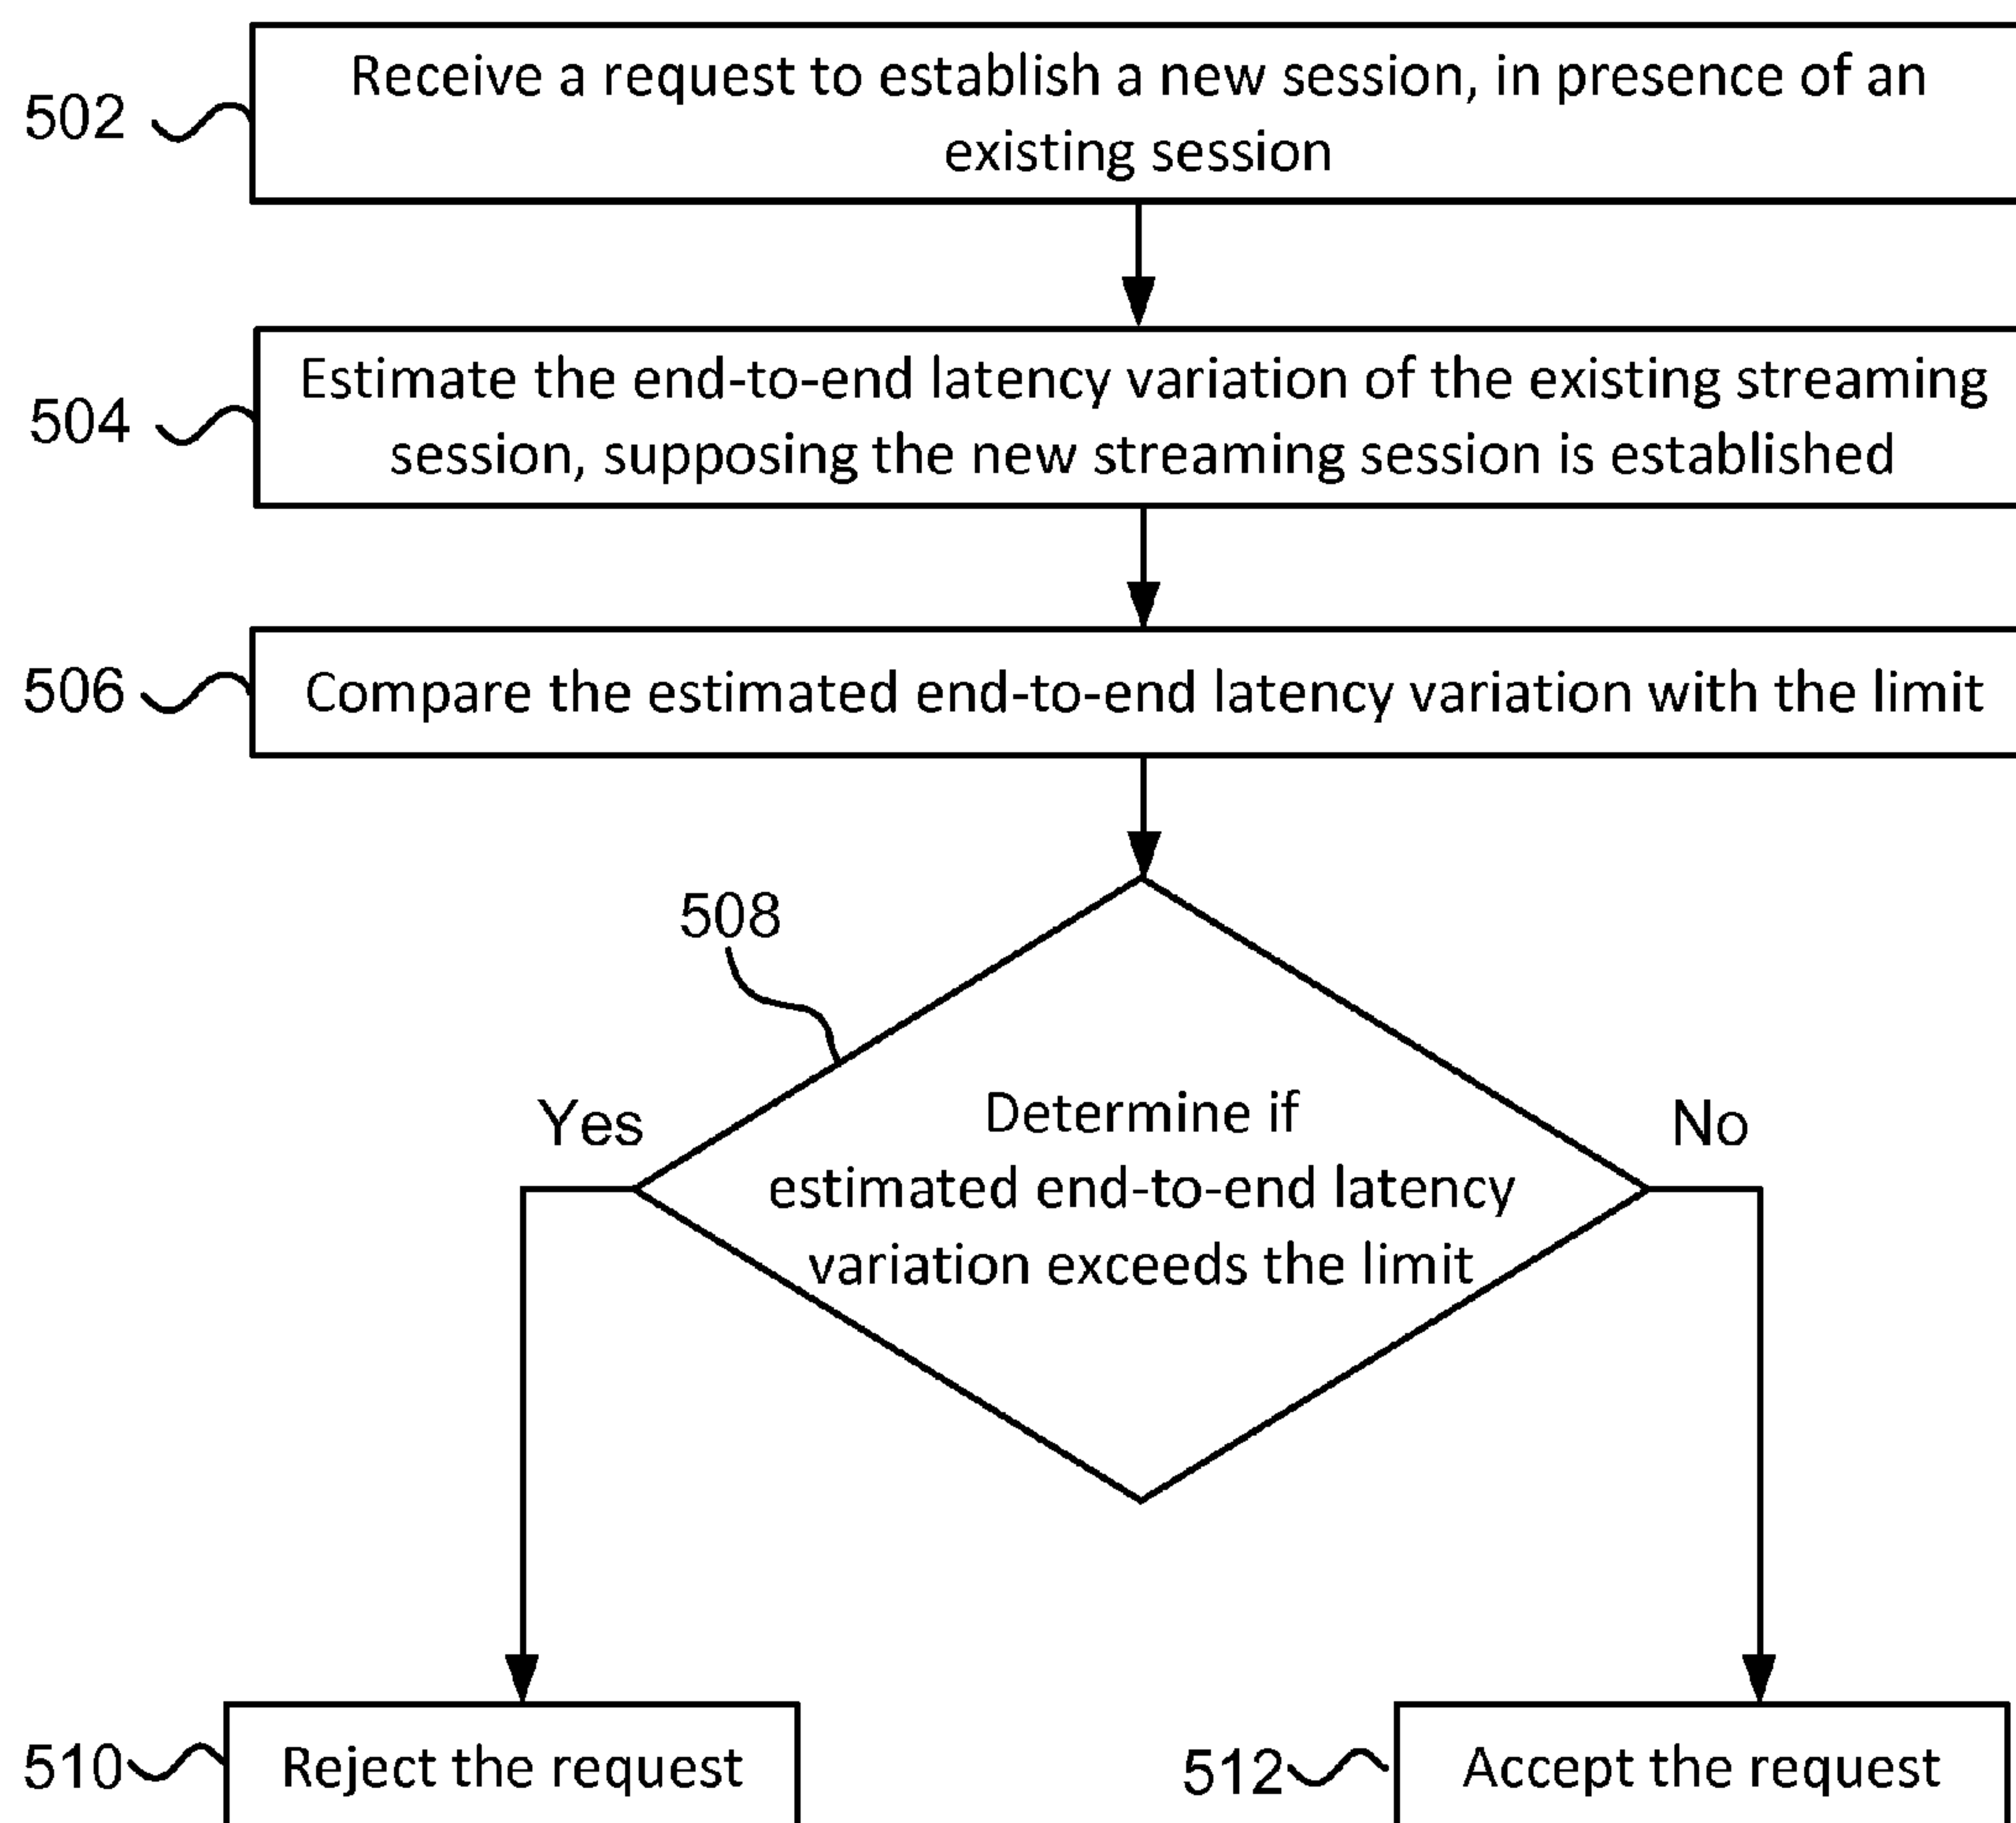 502
Receive a request to establish a new session, in presence of an
existing session
504
Estimate the end-to-end latency variation of the existing streaming
session, supposing the new streaming session is established
506
Compare the estimated end-to-end latency variation with the limit
508
Yes
No
Determine if
estimated end-to-end latency
variation exceeds the limit
510
Reject the request
512
Accept the request